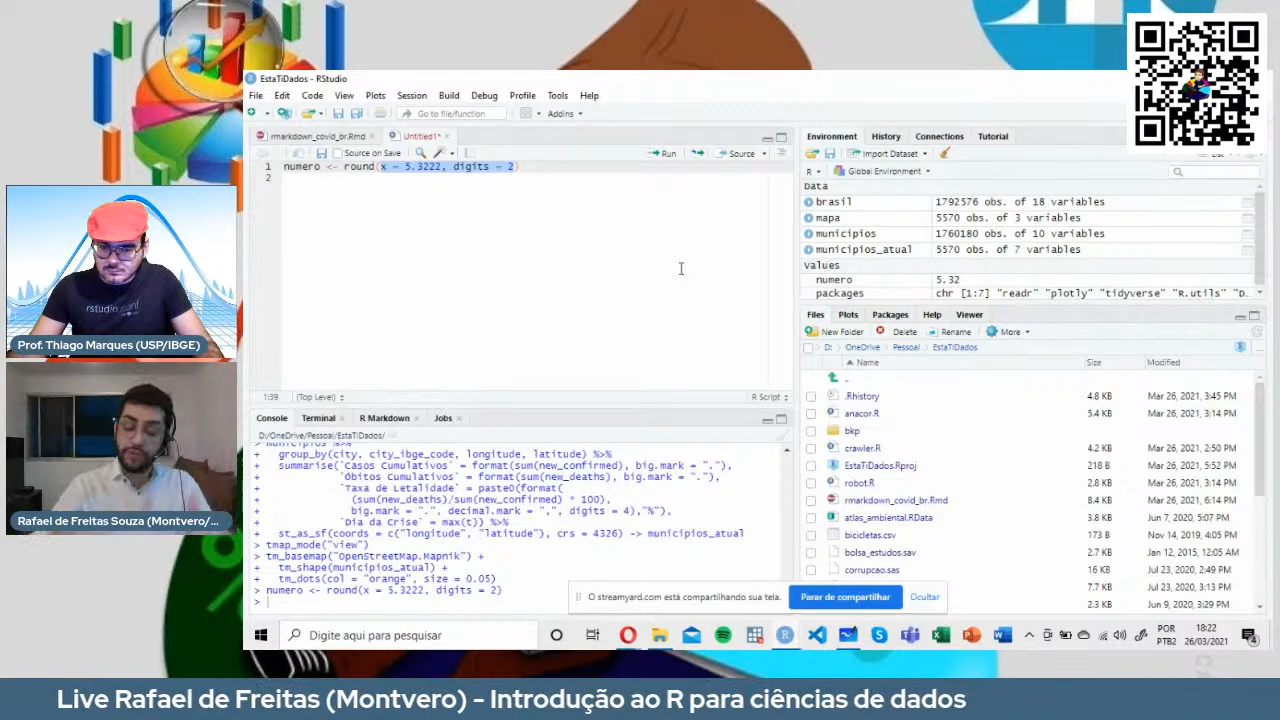 EstaTiDados - RStudio
File Edit Code View Plots Session Build Debug Profile Tools Help
Go to file/function Addins
rmarkdown_covid_br.Rmd Untitled1*
Source on Save Run Source
1 numero <- round(x = 5.3222, digits = 2)
2
1:39 (Top Level) R Script
Console Terminal R Markdown Jobs
D:/OneDrive/Pessoal/EstaTiDados/
municipios %>%
+ group_by(city, city_ibge_code, longitude, latitude) %>%
+ summarise(`Casos Cumulativos` = format(sum(new_confirmed), big.mark = "."),
+ `Óbitos Cumulativos` = format(sum(new_deaths), big.mark = "."),
+ `Taxa de Letalidade` = paste0(format(
+ (sum(new_deaths)/sum(new_confirmed) * 100),
+ big.mark = ".", decimal.mark = ",", digits = 4),"%"),
+ `Dia da Crise` = max(t)) %>%
+ st_as_sf(coords = c("longitude", "latitude"), crs = 4326) -> municipios_atual
> tmap_mode("view")
> tm_basemap("OpenStreetMap.Mapnik") +
+ tm_shape(municipios_atual) +
+ tm_dots(col = "orange", size = 0.05)
> numero <- round(x = 5.3222, digits = 2)
>
Environment History Connections Tutorial
Import Dataset
R Global Environment
Data
brasil 1792576 obs. of 18 variables
mapa 5570 obs. of 3 variables
municipios 1760180 obs. of 10 variables
municipios_atual 5570 obs. of 7 variables
Values
numero 5.32
packages chr [1:7] "readr" "plotly" "tidyverse" "R.utils" "D…
Files Plots Packages Help Viewer
New Folder Delete Rename More
D: OneDrive Pessoal EstaTiDados
Name Size Modified
..
.Rhistory 4.8 KB Mar 26, 2021, 3:45 PM
anacor.R 5.4 KB Mar 26, 2021, 3:14 PM
bkp
crawler.R 4.2 KB Mar 26, 2021, 2:50 PM
EstaTiDados.Rproj 218 B Mar 26, 2021, 5:52 PM
robot.R 2.8 KB Mar 26, 2021, 6:12 PM
rmarkdown_covid_br.Rmd 8.4 KB Mar 26, 2021, 6:14 PM
atlas_ambiental.RData 3.8 KB Jun 7, 2020, 5:07 PM
bicicletas.csv 173 B Nov 14, 2019, 4:05 PM
bolsa_estudos.sav 2.7 KB Jan 12, 2015, 12:05 AM
corrupcao.sas 16 KB Jul 23, 2020, 2:49 PM
7.7 KB Jul 23, 2020, 3:13 PM
2.3 KB Jun 9, 2020, 3:29 PM
O streamyard.com está compartilhando sua tela. Parar de compartilhar Ocultar
Digite aqui para pesquisar
POR
PTB2
18:22
26/03/2021
4
rstudio::conf
Prof. Thiago Marques (USP/IBGE)
Rafael de Freitas Souza (Montvero/...
Live Rafael de Freitas (Montvero) - Introdução ao R para ciências de dados